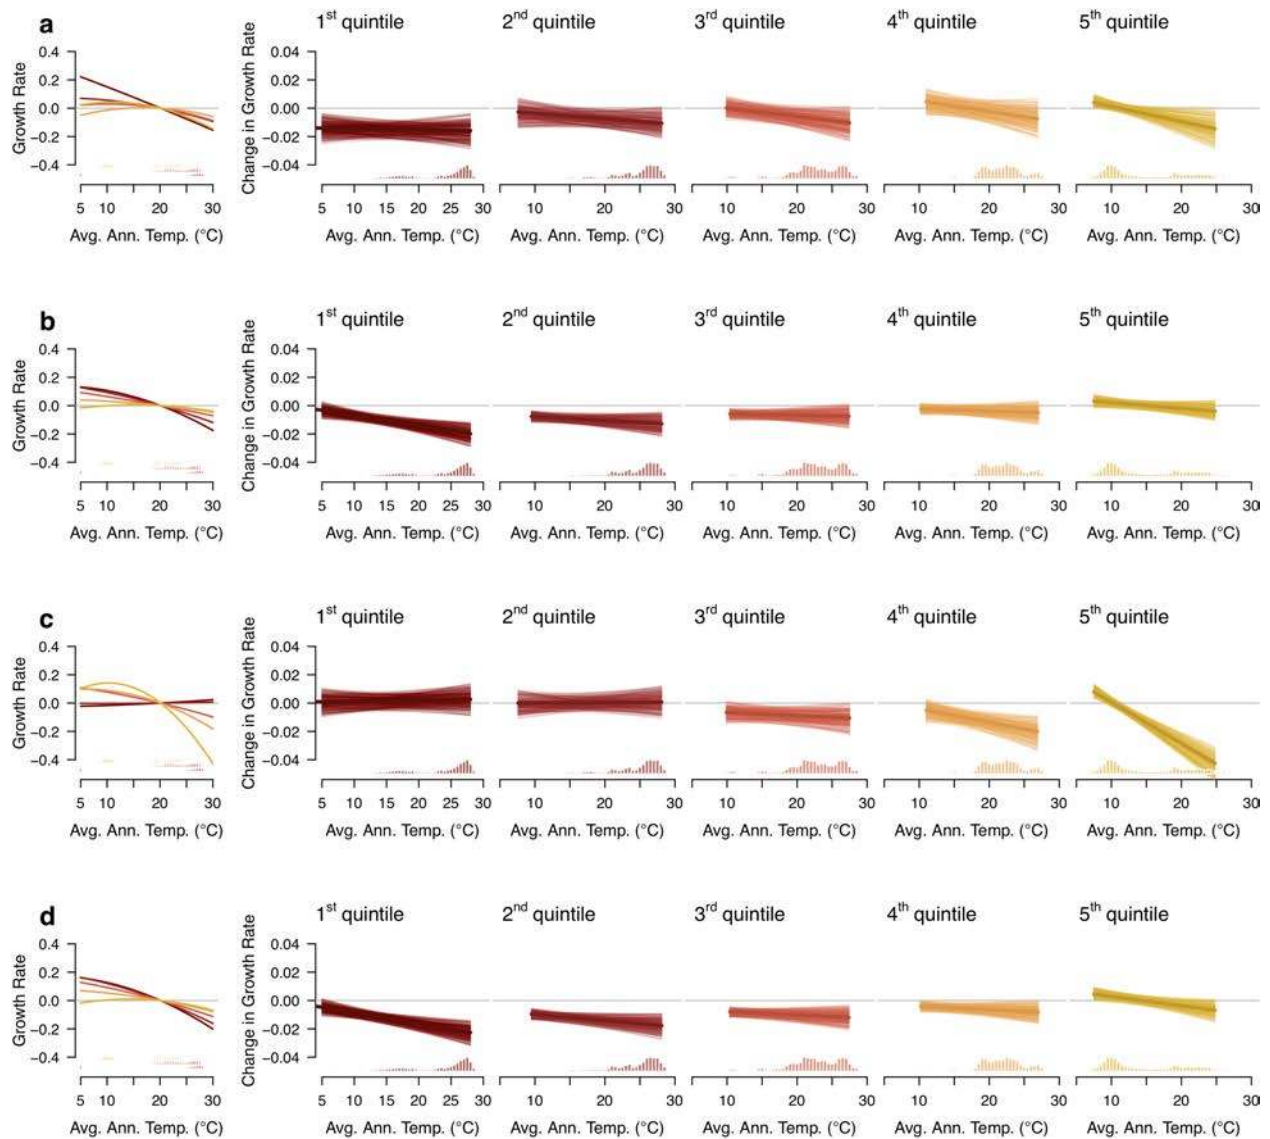 a 1st quintile 2nd quintile 3rd quintile 4th quintile 5th quintile
Growth Rate
0.4 0.2 0.0 −0.2 −0.4
Change in Growth Rate
0.04 0.02 0.00 −0.02 −0.04
5 10 20 30 5 10 15 20 25 30 10 20 30 10 20 30 10 20 30 10 20 30
Avg. Ann. Temp. (°C) Avg. Ann. Temp. (°C) Avg. Ann. Temp. (°C) Avg. Ann. Temp. (°C) Avg. Ann. Temp. (°C) Avg. Ann. Temp. (°C)
b 1st quintile 2nd quintile 3rd quintile 4th quintile 5th quintile
Growth Rate
0.4 0.2 0.0 −0.2 −0.4
Change in Growth Rate
0.04 0.02 0.00 −0.02 −0.04
5 10 20 30 5 10 15 20 25 30 10 20 30 10 20 30 10 20 30 10 20 30
Avg. Ann. Temp. (°C) Avg. Ann. Temp. (°C) Avg. Ann. Temp. (°C) Avg. Ann. Temp. (°C) Avg. Ann. Temp. (°C) Avg. Ann. Temp. (°C)
c 1st quintile 2nd quintile 3rd quintile 4th quintile 5th quintile
Growth Rate
0.4 0.2 0.0 −0.2 −0.4
Change in Growth Rate
0.04 0.02 0.00 −0.02 −0.04
5 10 20 30 5 10 15 20 25 30 10 20 30 10 20 30 10 20 30 10 20 30
Avg. Ann. Temp. (°C) Avg. Ann. Temp. (°C) Avg. Ann. Temp. (°C) Avg. Ann. Temp. (°C) Avg. Ann. Temp. (°C) Avg. Ann. Temp. (°C)
d 1st quintile 2nd quintile 3rd quintile 4th quintile 5th quintile
Growth Rate
0.4 0.2 0.0 −0.2 −0.4
Change in Growth Rate
0.04 0.02 0.00 −0.02 −0.04
5 10 20 30 5 10 15 20 25 30 10 20 30 10 20 30 10 20 30 10 20 30
Avg. Ann. Temp. (°C) Avg. Ann. Temp. (°C) Avg. Ann. Temp. (°C) Avg. Ann. Temp. (°C) Avg. Ann. Temp. (°C) Avg. Ann. Temp. (°C)